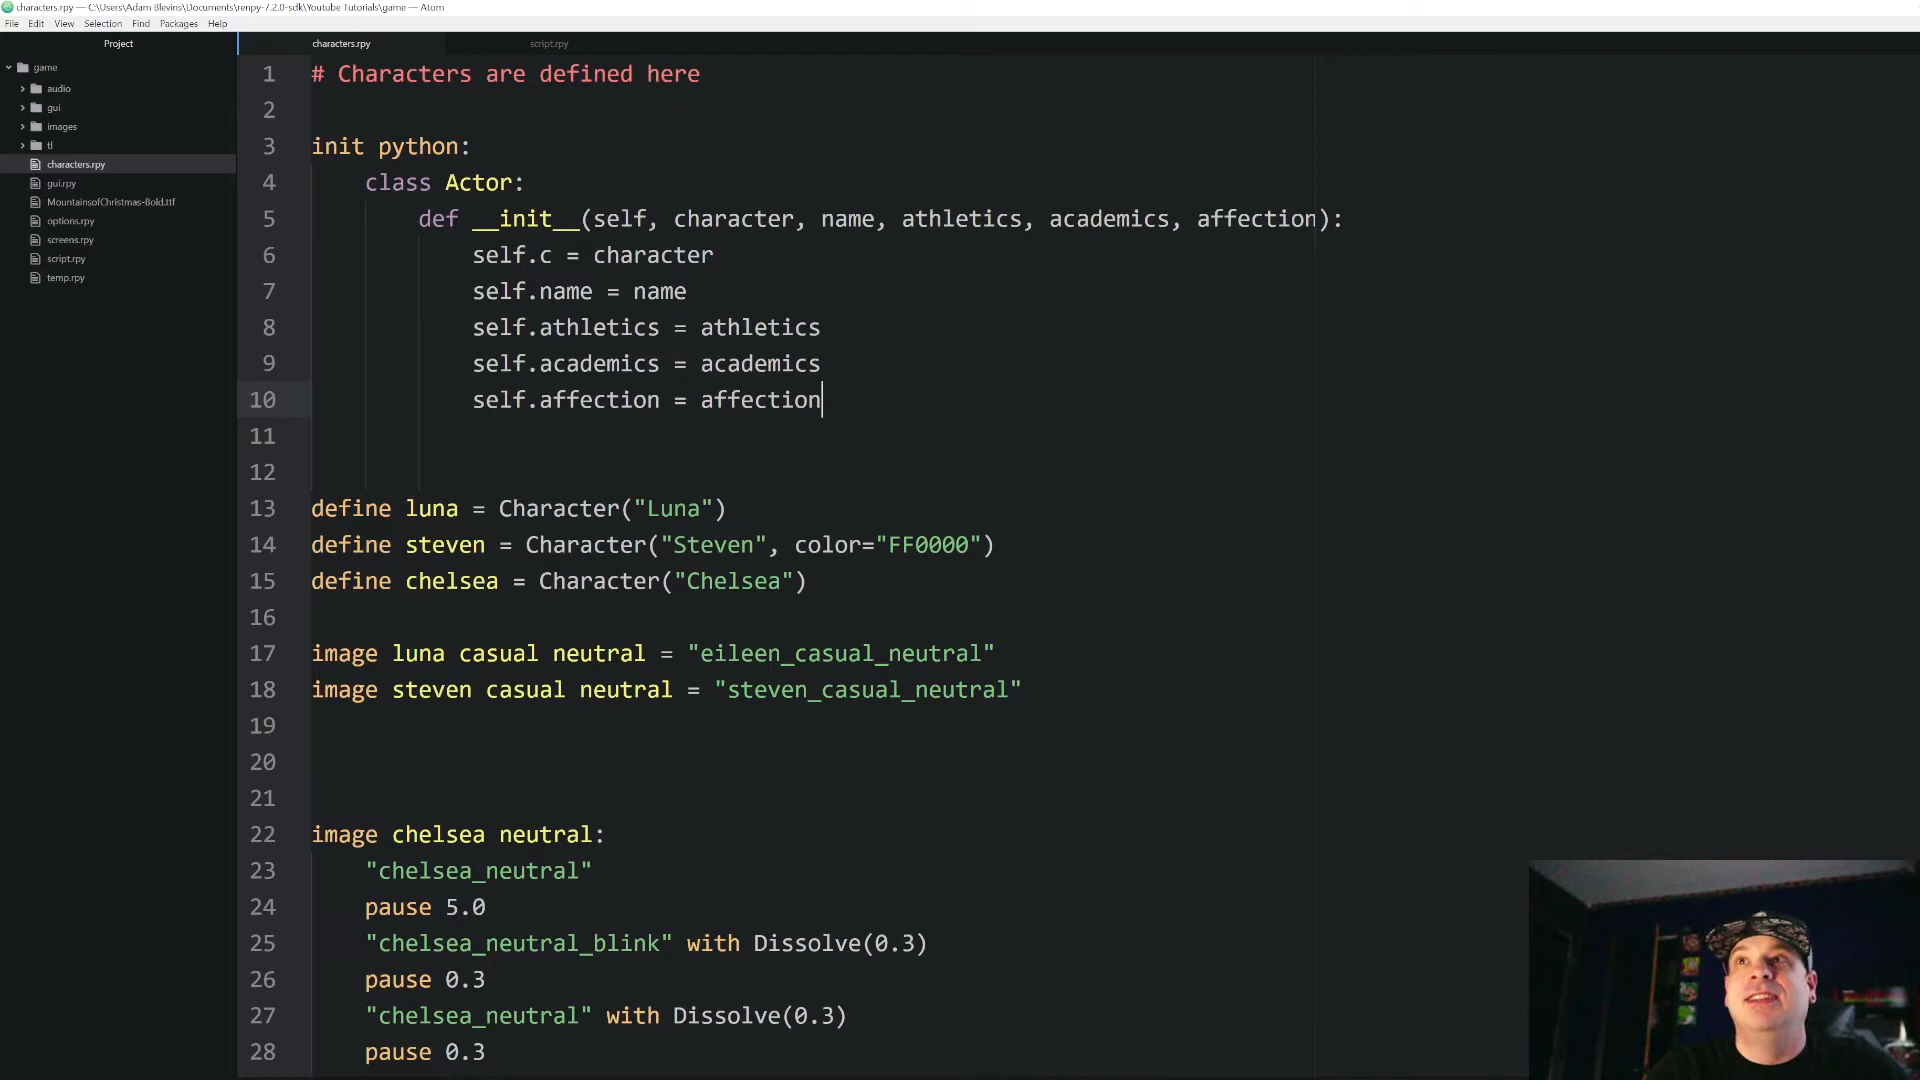 characters.rpy — C:\Users\Adam Blevins\Documents\renpy-7.2.0-sdk\Youtube Tutorials\game — Atom
File Edit View Selection Find Packages Help
Project
characters.rpy
script.rpy
game
audio
gui
images
tl
characters.rpy
gui.rpy
MountainsofChristmas-Bold.ttf
options.rpy
screens.rpy
script.rpy
temp.rpy
1 # Characters are defined here
2
3 init python:
4 class Actor:
5 def __init__(self, character, name, athletics, academics, affection):
6 self.c = character
7 self.name = name
8 self.athletics = athletics
9 self.academics = academics
10 self.affection = affection
11
12
13 define luna = Character("Luna")
14 define steven = Character("Steven", color="FF0000")
15 define chelsea = Character("Chelsea")
16
17 image luna casual neutral = "eileen_casual_neutral"
18 image steven casual neutral = "steven_casual_neutral"
19
20
21
22 image chelsea neutral:
23 "chelsea_neutral"
24 pause 5.0
25 "chelsea_neutral_blink" with Dissolve(0.3)
26 pause 0.3
27 "chelsea_neutral" with Dissolve(0.3)
28 pause 0.3